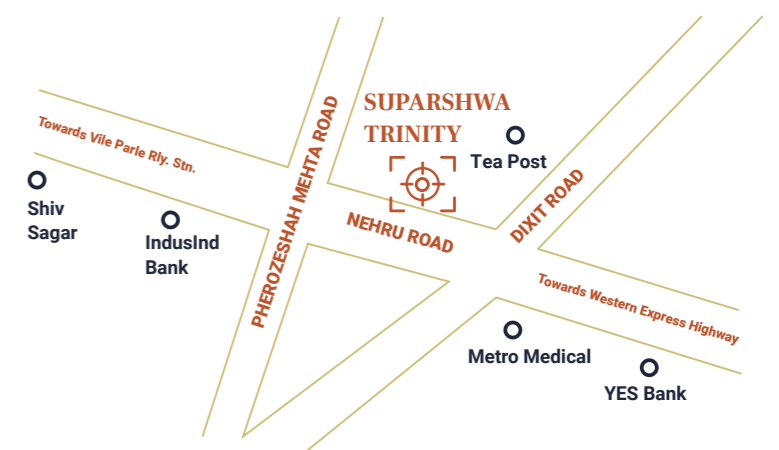 SUPARSHWA
TRINITY
Towards Vile Parle Rly. Stn.
Tea Post
PHEROZESHAH MEHTA ROAD
DIXIT ROAD
Shiv
Sagar
NEHRU ROAD
IndusInd
Bank
Towards Western Express Highway
Metro Medical
YES Bank